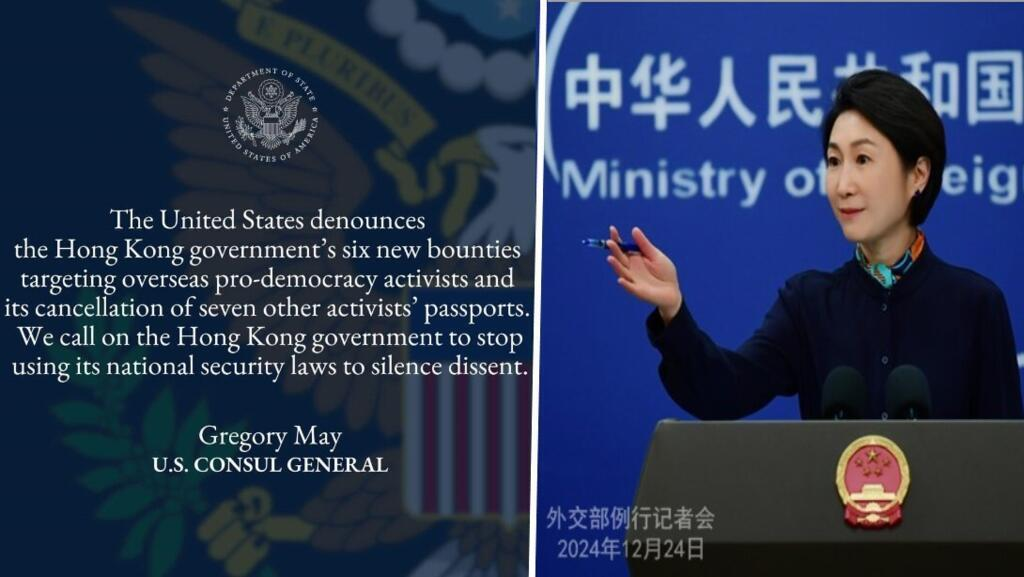 E PLURIBUS
DEPARTMENT OF STATE
UNITED STATES OF AMERICA
The United States denounces
the Hong Kong government’s six new bounties
targeting overseas pro-democracy activists and
its cancellation of seven other activists’ passports.
We call on the Hong Kong government to stop
using its national security laws to silence dissent.
Gregory May
U.S. CONSUL GENERAL
中华人民共和国
Ministry of
外交部例行记者会
2024年12月24日